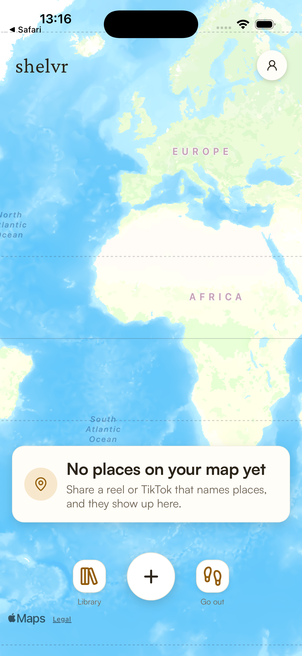 13:16
◀ Safari
shelvr
EUROPE
North
Atlantic
Ocean
AFRICA
South
Atlantic
Ocean
No places on your map yet
Share a reel or TikTok that names places,
and they show up here.
Library
Go out
Maps
Legal